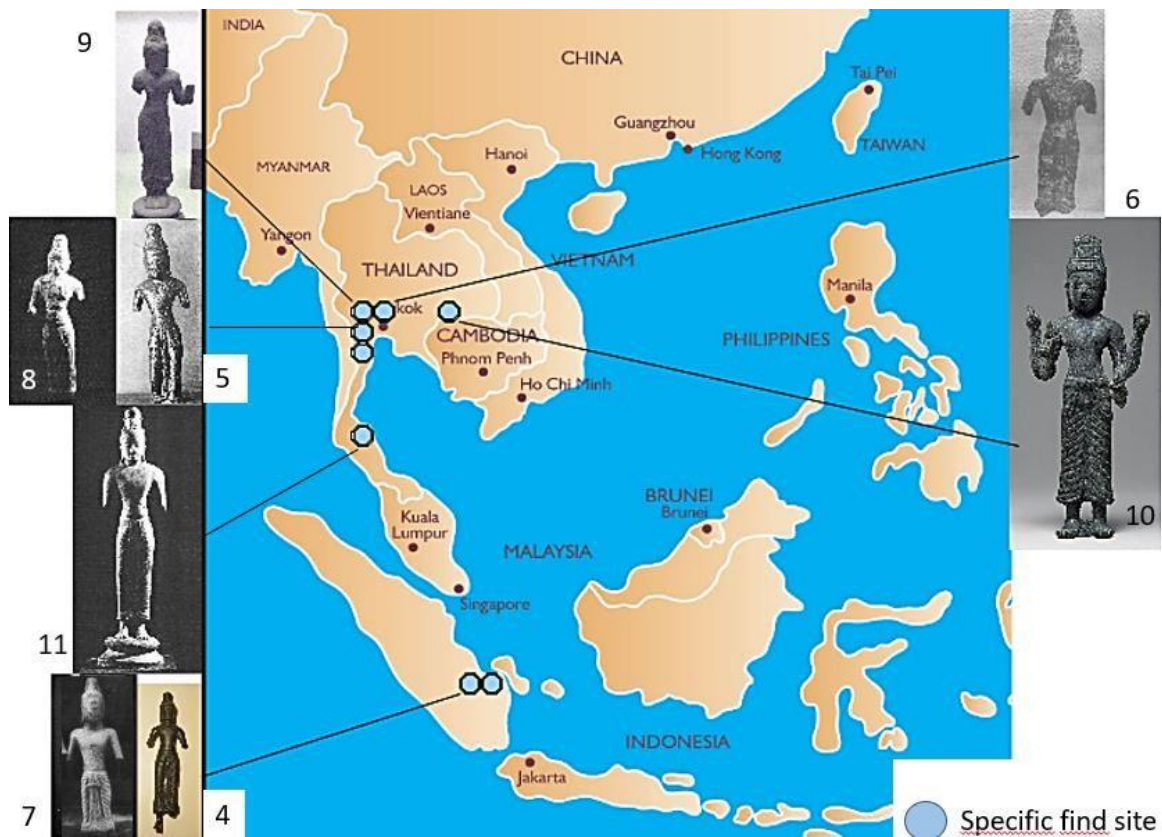 9
INDIA
CHINA
Tai Pei
TAIWAN
Guangzhou
Hong Kong
Hanoi
MYANMAR
LAOS
Vientiane
6
Yangon
THAILAND
VIETNAM
kok
CAMBODIA
Phnom Penh
Manila
PHILIPPINES
8
5
Ho Chi Minh
10
BRUNEI
Brunei
Kuala
Lumpur
MALAYSIA
Singapore
11
INDONESIA
Jakarta
7
4
Specific find site